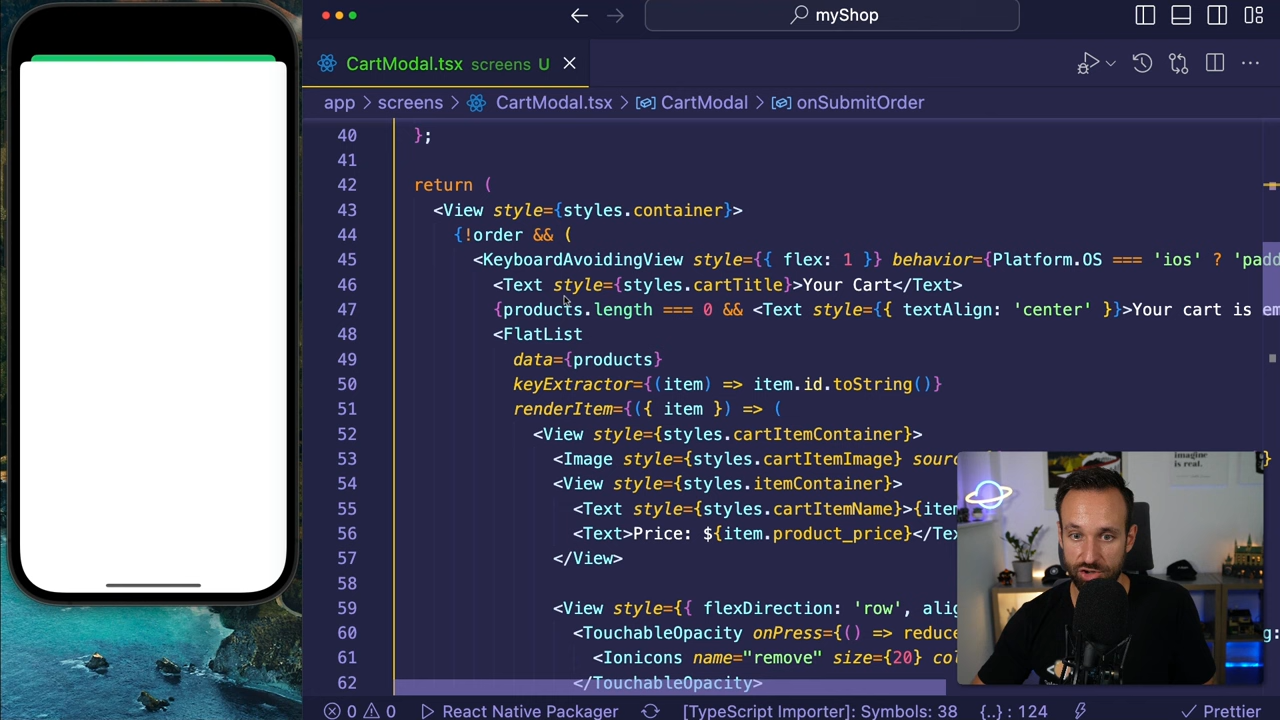 myShop
CartModal.tsx screens U
app > screens > CartModal.tsx > CartModal > onSubmitOrder
40 };
41
42 return (
43 <View style={styles.container}>
44 {!order && (
45 <KeyboardAvoidingView style={{ flex: 1 }} behavior={Platform.OS === 'ios' ? 'padd
46 <Text style={styles.cartTitle}>Your Cart</Text>
47 {products.length === 0 && <Text style={{ textAlign: 'center' }}>Your cart is em
48 <FlatList
49 data={products}
50 keyExtractor={(item) => item.id.toString()}
51 renderItem={({ item }) => (
52 <View style={styles.cartItemContainer}>
53 <Image style={styles.cartItemImage} sour
54 <View style={styles.itemContainer}>
55 <Text style={styles.cartItemName}>{item
56 <Text>Price: ${item.product_price}</Tex
57 </View>
58
59 <View style={{ flexDirection: 'row', alig
60 <TouchableOpacity onPress={() => reduce
61 <Ionicons name="remove" size={20} col
62 </TouchableOpacity>
imagine
is real.
0 0 React Native Packager [TypeScript Importer]: Symbols: 38 {..} : 124 Prettier